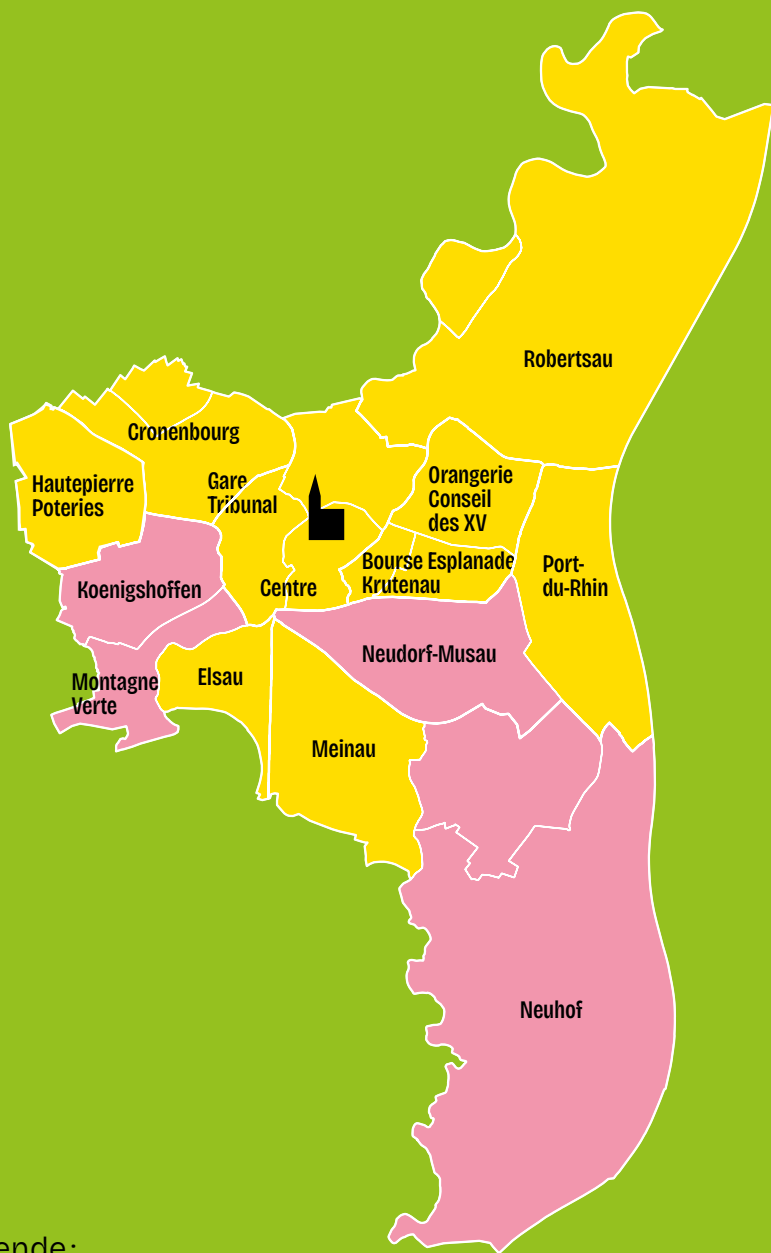 Robertsau
Cronenbourg
Hautepierre
Poteries
Gare
Tribunal
Orangerie
Conseil
des XV
Koenigshoffen
Centre
Bourse Esplanade
Krutenau
Port-
du-Rhin
Montagne
Verte
Elsau
Neudorf-Musau
Meinau
Neuhof
ende: